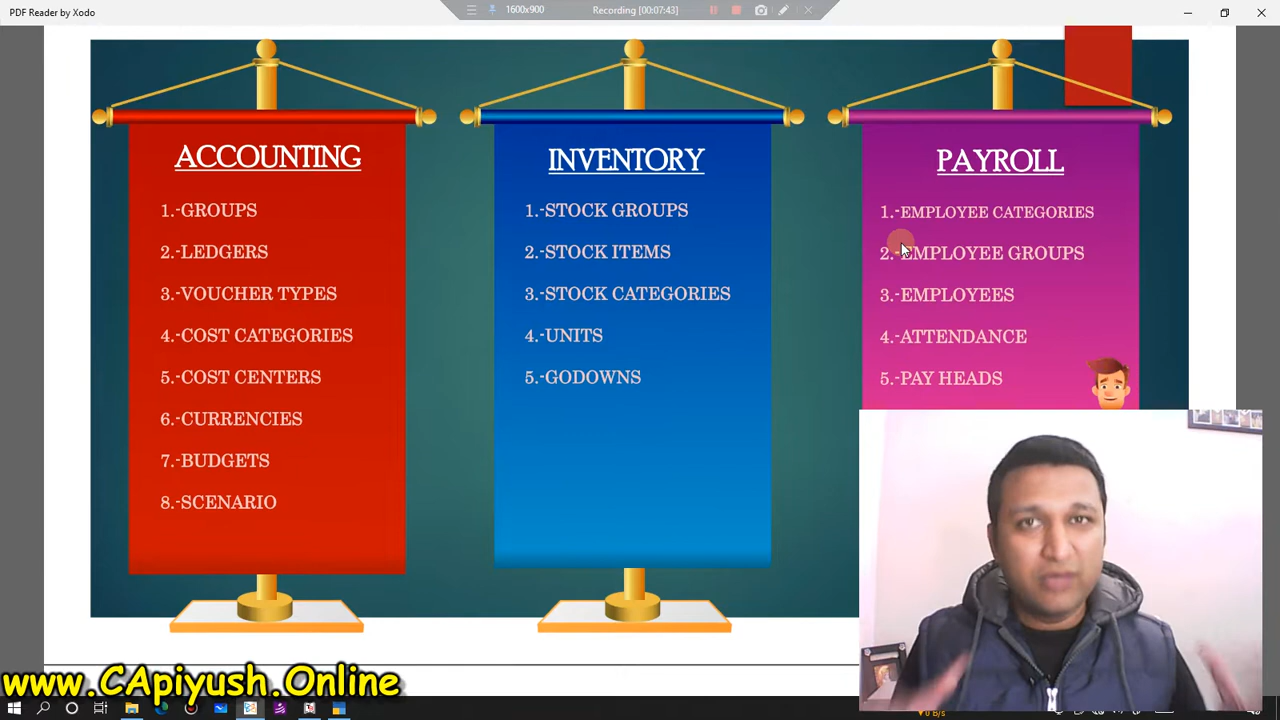 PDF Reader by Xodo
1600x900
Recording [00:07:43]
ACCOUNTING
1.-GROUPS
2.-LEDGERS
3.-VOUCHER TYPES
4.-COST CATEGORIES
5.-COST CENTERS
6.-CURRENCIES
7.-BUDGETS
8.-SCENARIO
INVENTORY
1.-STOCK GROUPS
2.-STOCK ITEMS
3.-STOCK CATEGORIES
4.-UNITS
5.-GODOWNS
PAYROLL
1.-EMPLOYEE CATEGORIES
2.-EMPLOYEE GROUPS
3.-EMPLOYEES
4.-ATTENDANCE
5.-PAY HEADS
www.CApiyush.Online
0 B/s